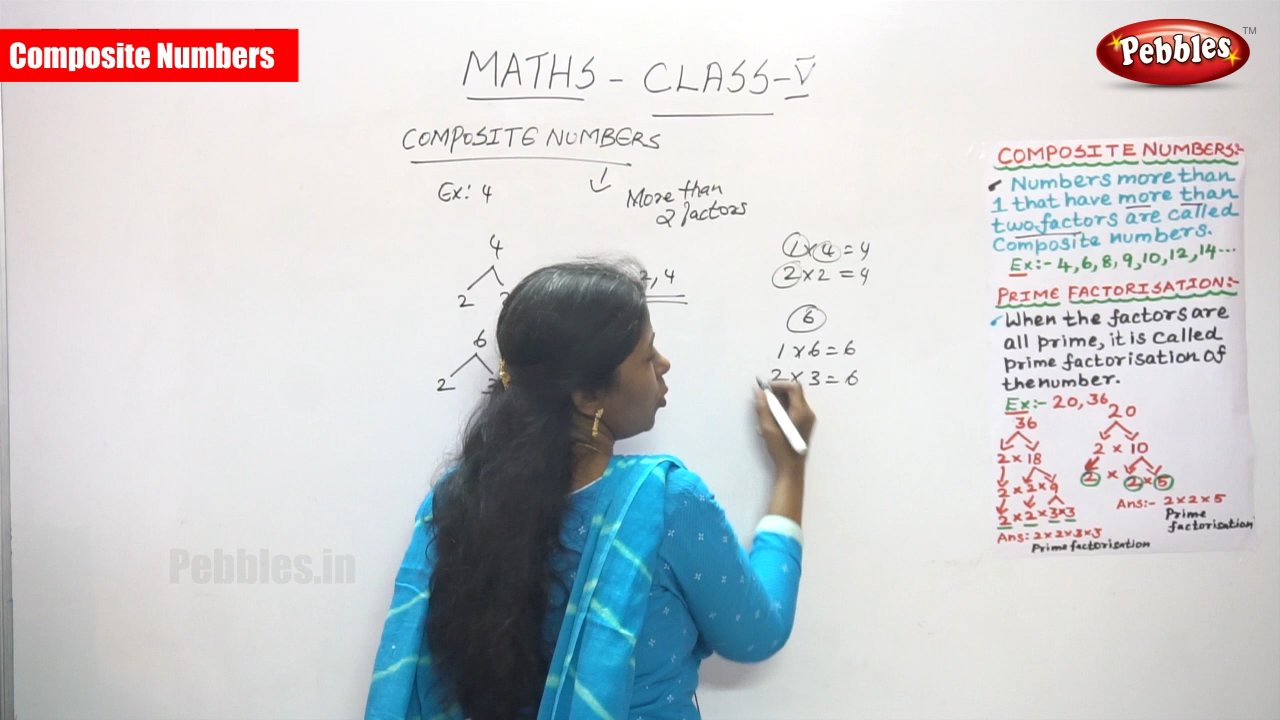 Composite Numbers
Pebbles
TM
MATHS - CLASS - V
COMPOSITE NUMBERS
Ex: 4
More than
2 factors
4
2
2, 4
6
2 3
1 × 4 = 4
2 × 2 = 4
6
1 × 6 = 6
2 × 3 = 6
COMPOSITE NUMBERS:-
Numbers more than
1 that have more than
two factors are called
Composite numbers.
Ex:- 4, 6, 8, 9, 10, 12, 14...
PRIME FACTORISATION:-
When the factors are
all prime, it is called
prime factorisation of
the number.
Ex:- 20, 36
36
2 × 18
2 × 2 × 9
2 × 2 × 3 × 3
Ans: 2 × 2 × 3 × 3
Prime factorisation
20
2 × 10
2 × 2 × 5
Ans:- 2 × 2 × 5
Prime
factorisation
Pebbles.in